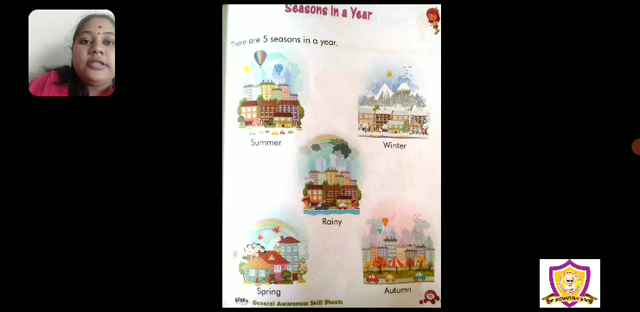 Seasons in a Year
There are 5 seasons in a year.
Summer
Winter
Rainy
Spring
Autumn
General Awareness Skill Sheets